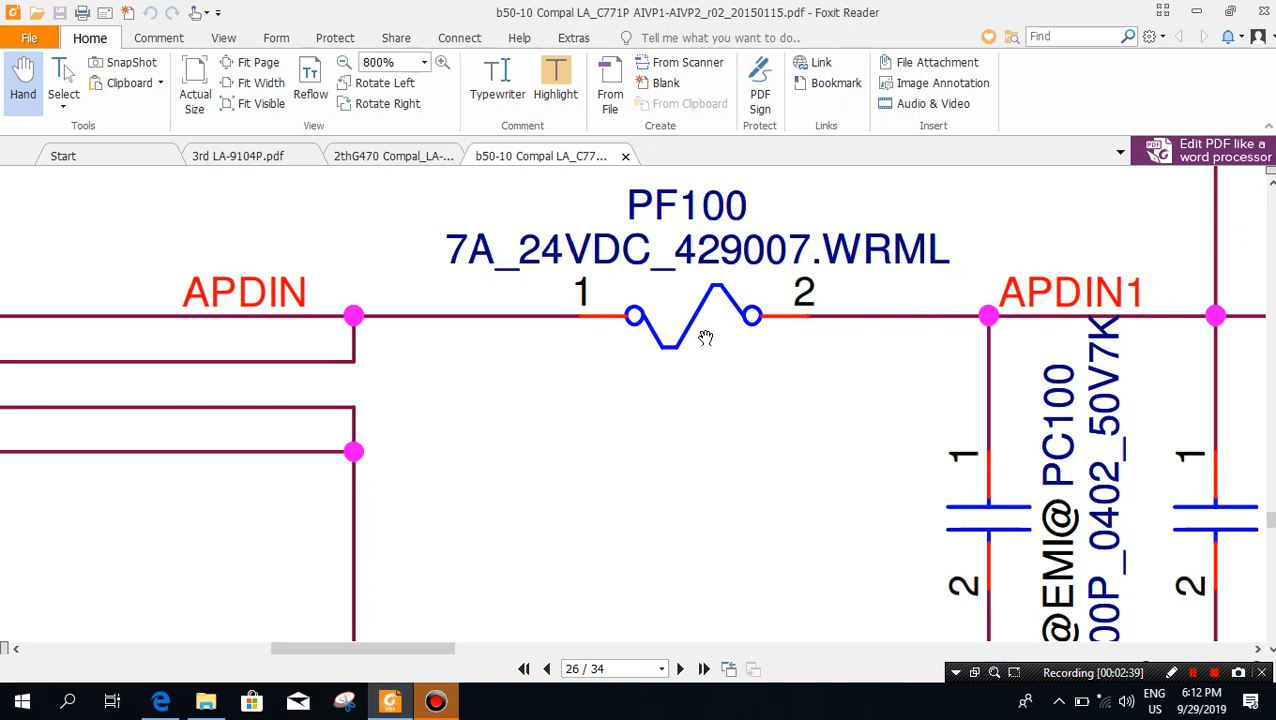 b50-10 Compal LA_C771P AIVP1-AIVP2_r02_20151115.pdf - Foxit Reader
File Home Comment View Form Protect Share Connect Help Extras Tell me what you want to do.. Find
Hand
Select
SnapShot
Clipboard
Tools
Actual
Size
Fit Page
Fit Width
Fit Visible
Reflow
800%
Rotate Left
Rotate Right
View
Typewriter
Highlight
Comment
From
File
From Scanner
Blank
From Clipboard
Create
PDF
Sign
Protect
Link
Bookmark
Links
File Attachment
Image Annotation
Audio & Video
Insert
Start 3rd LA-9104P.pdf 2thG470 Compal_LA-... b50-10 Compal LA_C77...
Edit PDF like a
word processor
PF100
7A_24VDC_429007.WRML
APDIN 1 2 APDIN1
1
2
@EMI@ PC100
00P_0402_50V7K
1
2
26 / 34
Recording [00:02:39]
ENG
US
6:12 PM
9/29/2019